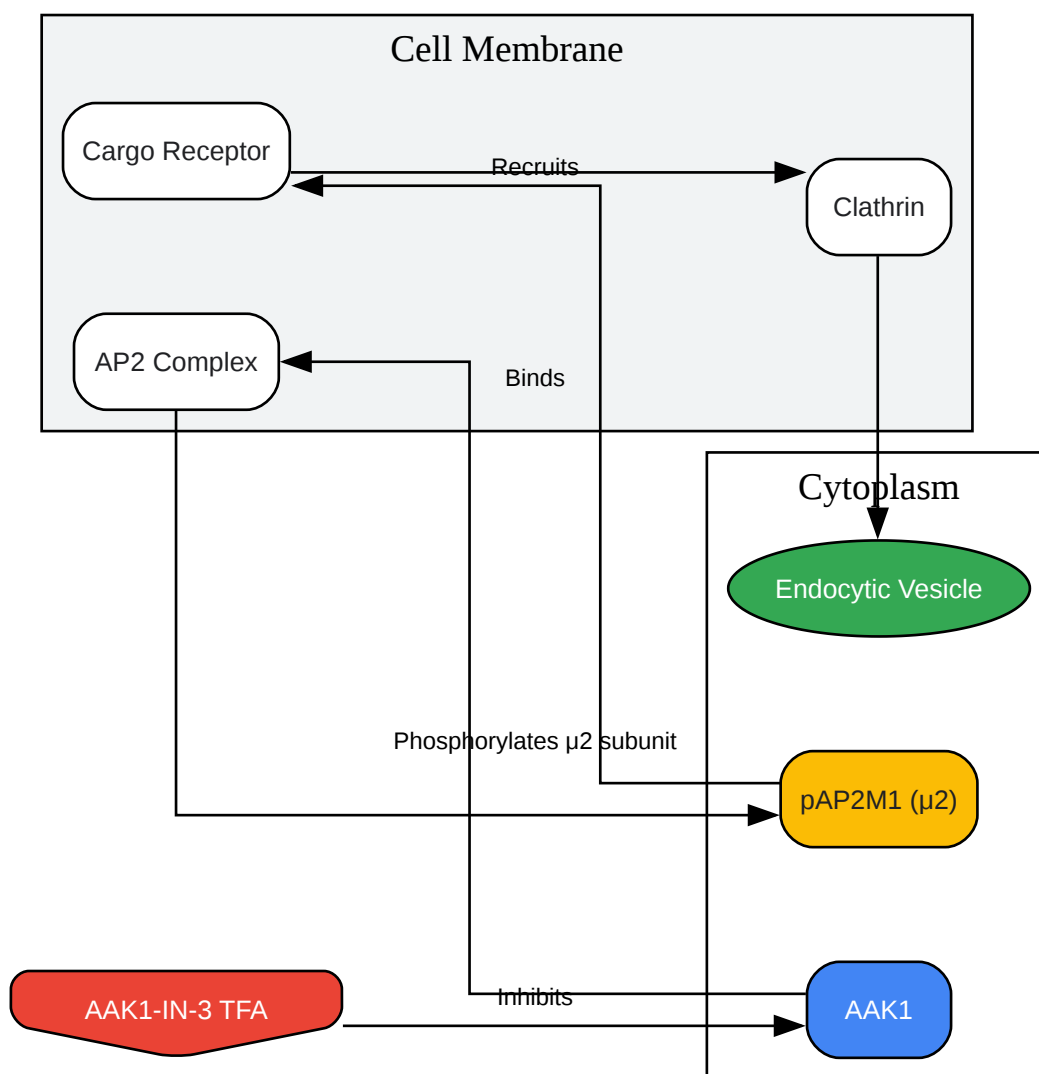 Cell Membrane
Cargo Receptor
Recruits
Clathrin
AP2 Complex
Binds
Cytoplasm
Endocytic Vesicle
Phosphorylates μ2 subunit
pAP2M1 (μ2)
AAK1-IN-3 TFA
Inhibits
AAK1